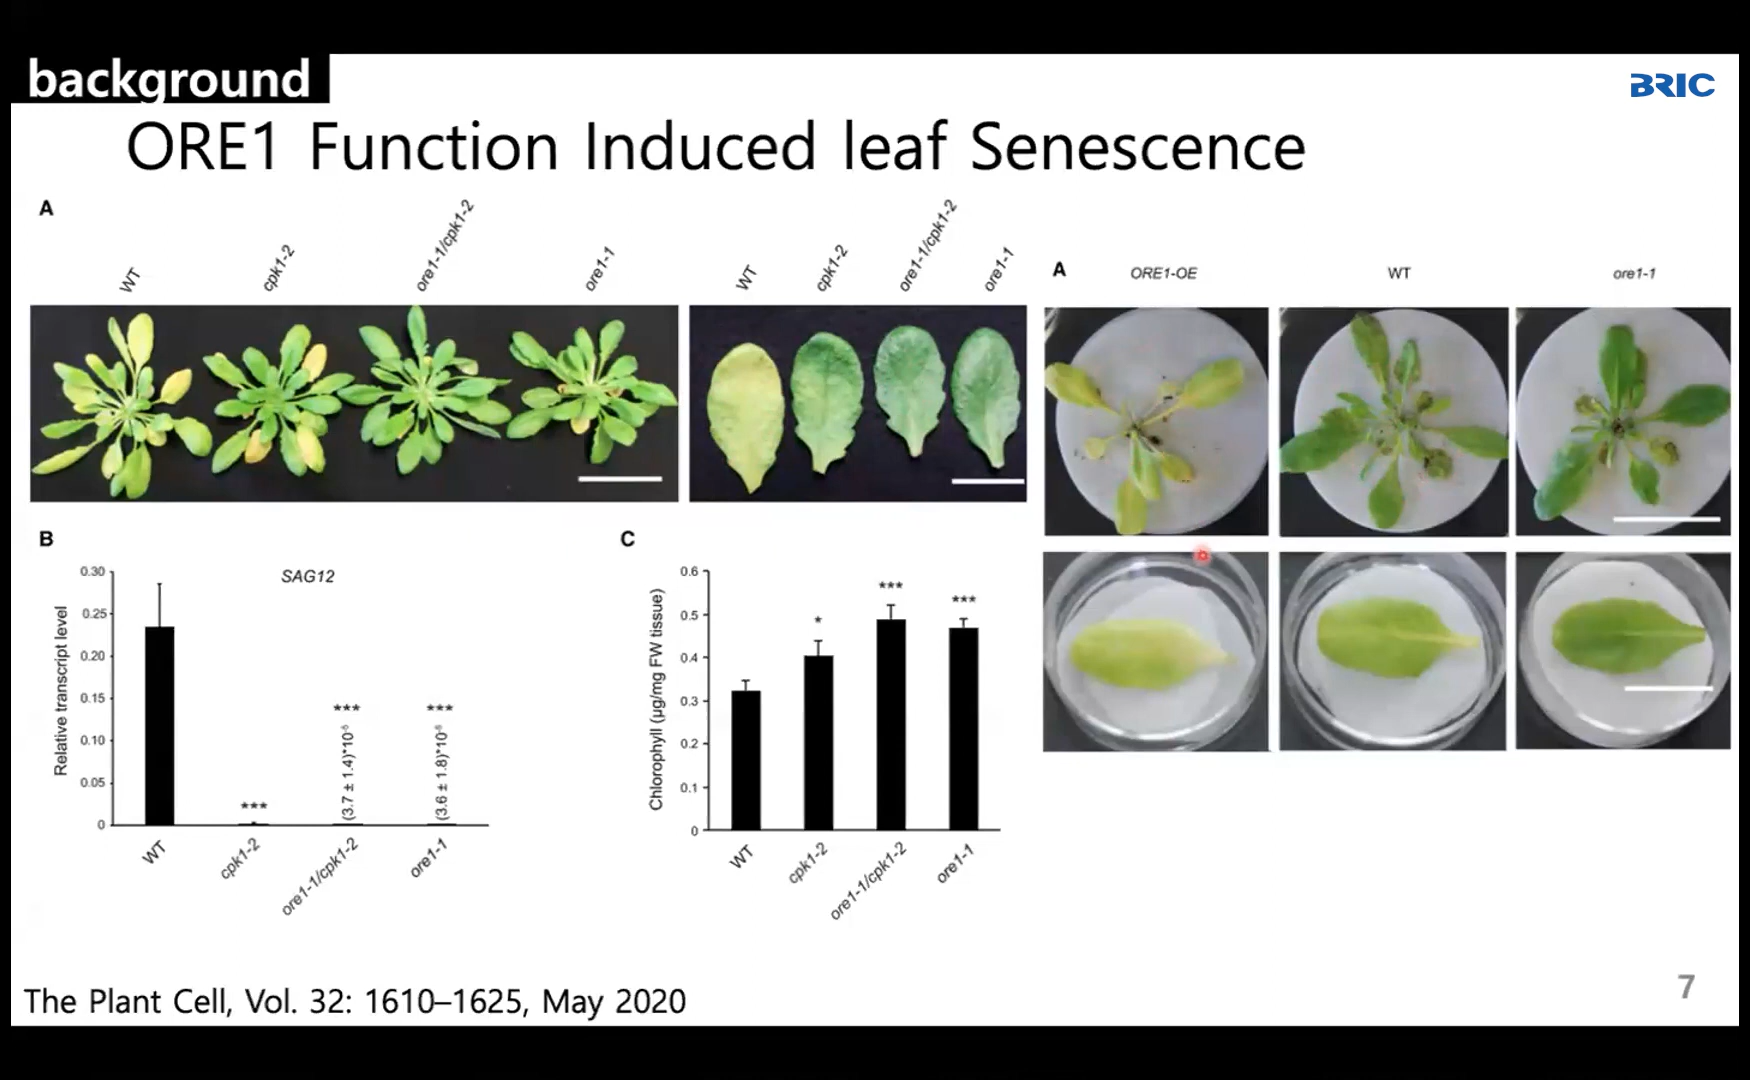 background
BRIC
ORE1 Function Induced leaf Senescence
A
WT
cpk1-2
ore1-1/cpk1-2
ore1-1
WT
cpk1-2
ore1-1/cpk1-2
ore1-1
A
ORE1-OE
WT
ore1-1
B
SAG12
Relative transcript level
0.30
0.25
0.20
0.15
0.10
0.05
0
***
***
***
(3.7 ± 1.4)*10⁻⁵
(3.6 ± 1.8)*10⁻⁵
WT
cpk1-2
ore1-1/cpk1-2
ore1-1
C
Chlorophyll (µg/mg FW tissue)
0.6
0.5
0.4
0.3
0.2
0.1
0
*
***
***
WT
cpk1-2
ore1-1/cpk1-2
ore1-1
The Plant Cell, Vol. 32: 1610–1625, May 2020
7